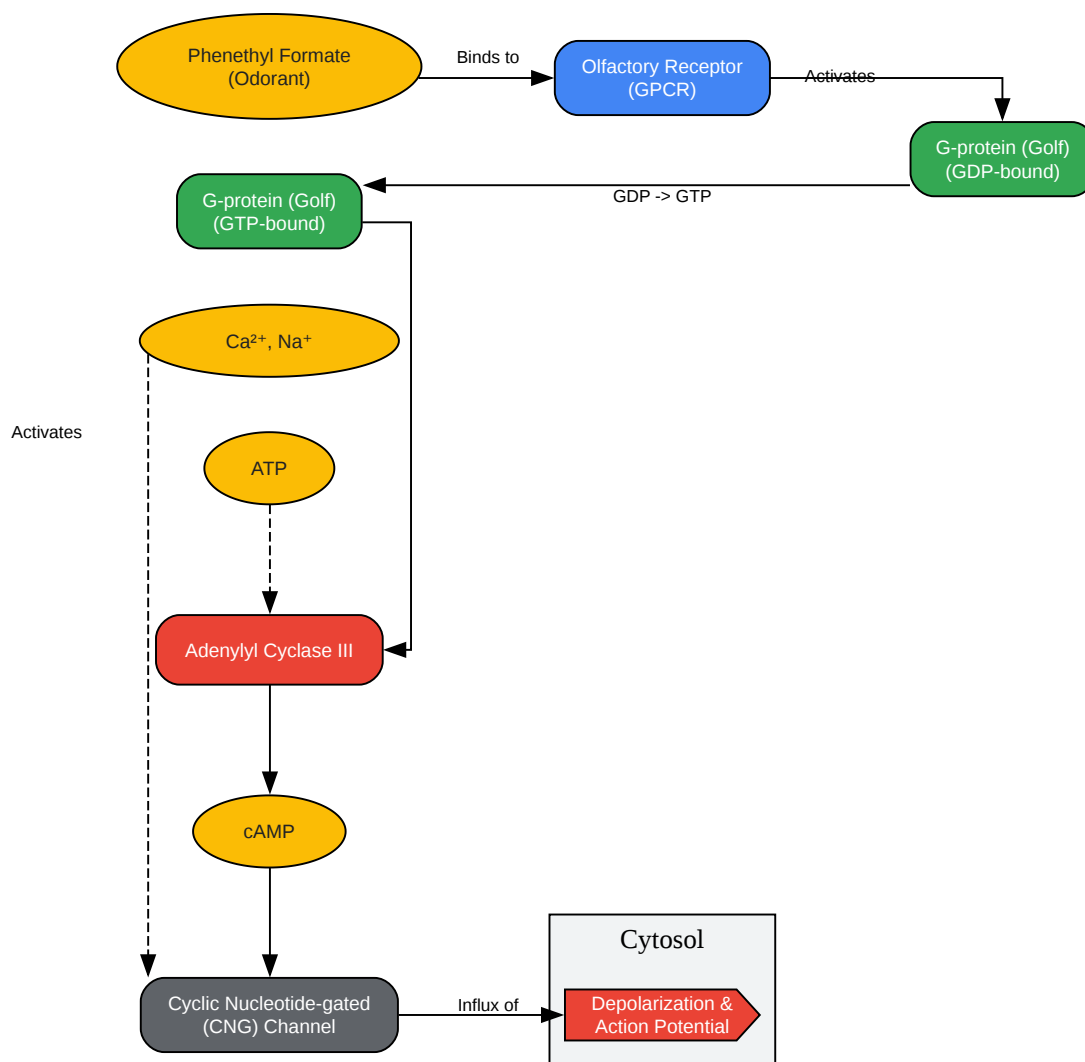 Phenethyl Formate
(Odorant)
Binds to
Olfactory Receptor
(GPCR)
Activates
G-protein (Golf)
(GDP-bound)
GDP -> GTP
G-protein (Golf)
(GTP-bound)
Ca²⁺, Na⁺
Activates
ATP
Adenylyl Cyclase III
cAMP
Cytosol
Cyclic Nucleotide-gated
(CNG) Channel
Influx of
Depolarization &
Action Potential